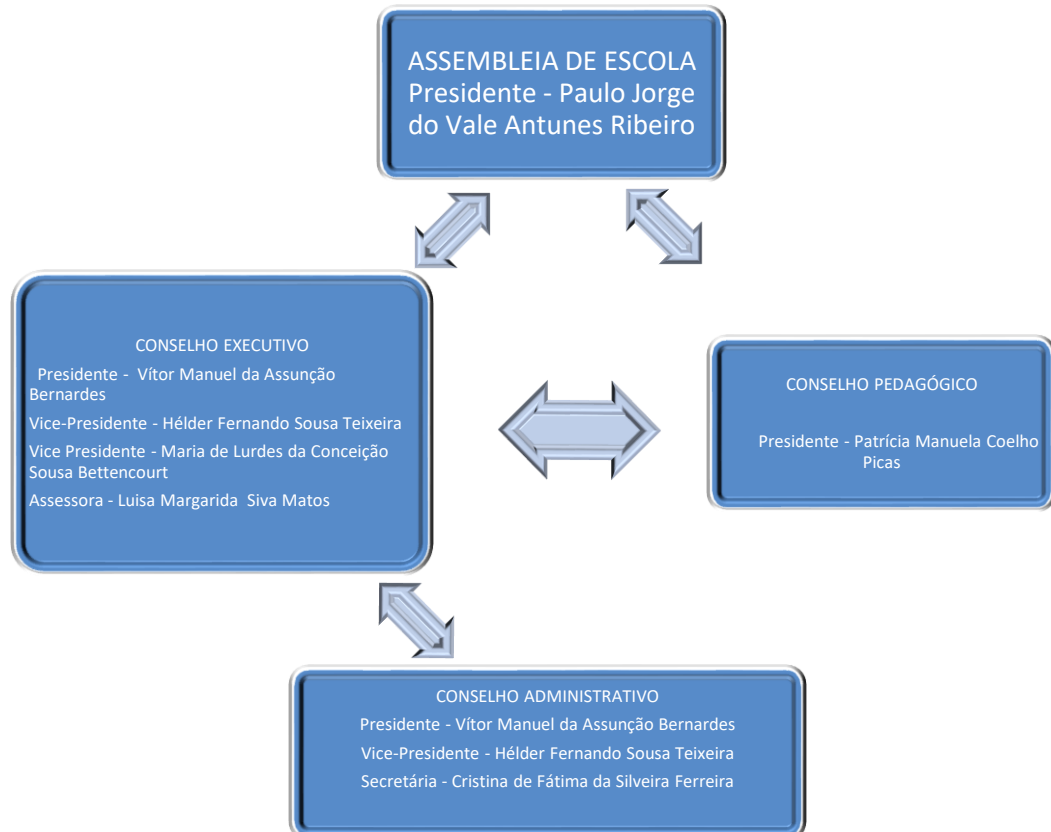 ASSEMBLEIA DE ESCOLA
Presidente - Paulo Jorge
do Vale Antunes Ribeiro
CONSELHO EXECUTIVO
Presidente - Vítor Manuel da Assunção
Bernardes
Vice-Presidente - Hélder Fernando Sousa Teixeira
Vice Presidente - Maria de Lurdes da Conceição
Sousa Bettencourt
Assessora - Luisa Margarida Siva Matos
CONSELHO PEDAGÓGICO
Presidente - Patrícia Manuela Coelho
Picas
CONSELHO ADMINISTRATIVO
Presidente - Vítor Manuel da Assunção Bernardes
Vice-Presidente - Hélder Fernando Sousa Teixeira
Secretária - Cristina de Fátima da Silveira Ferreira